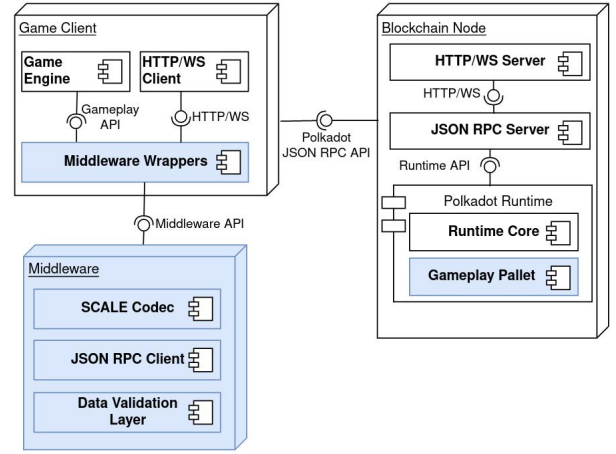 Game Client
Game
Engine
HTTP/WS
Client
Gameplay
API
HTTP/WS
Middleware Wrappers
Middleware API
Middleware
SCALE Codec
JSON RPC Client
Data Validation
Layer
Polkadot
JSON RPC API
Blockchain Node
HTTP/WS Server
HTTP/WS
JSON RPC Server
Runtime API
Polkadot Runtime
Runtime Core
Gameplay Pallet